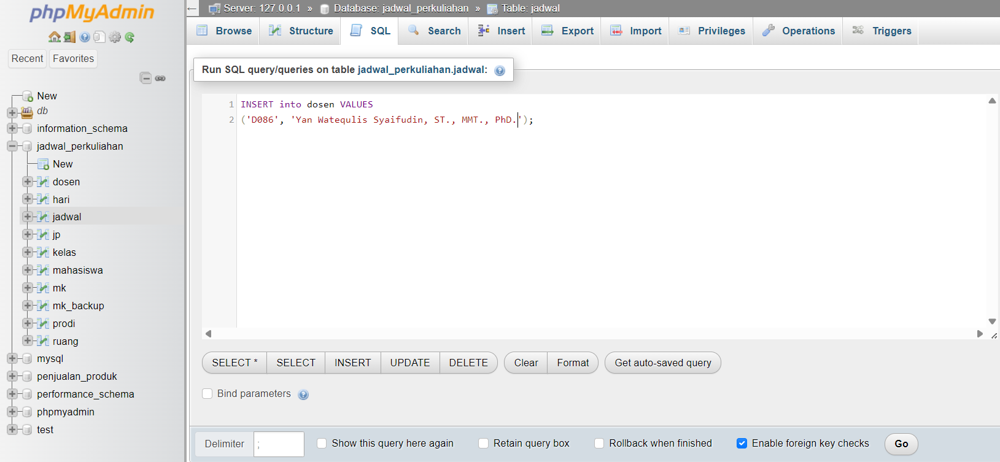 phpMyAdmin
Recent Favorites
New
db
information_schema
jadwal_perkuliahan
New
dosen
hari
jadwal
jp
kelas
mahasiswa
mk
mk_backup
prodi
ruang
mysql
penjualan_produk
performance_schema
phpmyadmin
test
← Server: 127.0.0.1 » Database: jadwal_perkuliahan » Table: jadwal
Browse Structure SQL Search Insert Export Import Privileges Operations Triggers
Run SQL query/queries on table jadwal_perkuliahan.jadwal:
1 INSERT into dosen VALUES
2 ('D086', 'Yan Watequlis Syaifudin, ST., MMT., PhD.');
SELECT * SELECT INSERT UPDATE DELETE Clear Format Get auto-saved query
Bind parameters
Delimiter ; Show this query here again Retain query box Rollback when finished Enable foreign key checks Go